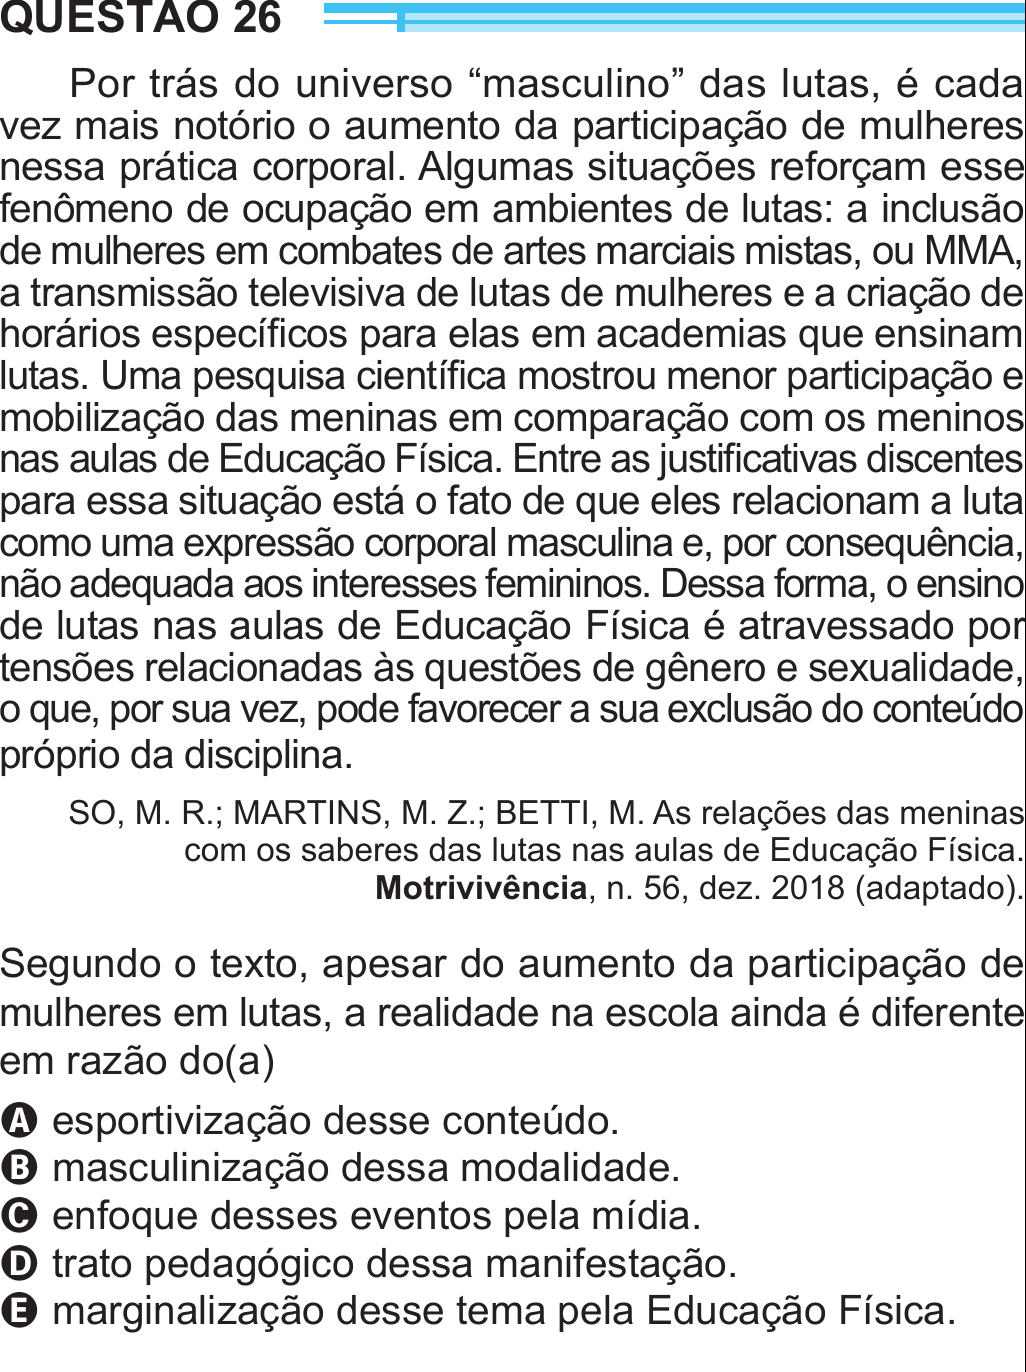 QUESTÃO 26
Por trás do universo “masculino” das lutas, é cada
vez mais notório o aumento da participação de mulheres
nessa prática corporal. Algumas situações reforçam esse
fenômeno de ocupação em ambientes de lutas: a inclusão
de mulheres em combates de artes marciais mistas, ou MMA,
a transmissão televisiva de lutas de mulheres e a criação de
horários específicos para elas em academias que ensinam
lutas. Uma pesquisa científica mostrou menor participação e
mobilização das meninas em comparação com os meninos
nas aulas de Educação Física. Entre as justificativas discentes
para essa situação está o fato de que eles relacionam a luta
como uma expressão corporal masculina e, por consequência,
não adequada aos interesses femininos. Dessa forma, o ensino
de lutas nas aulas de Educação Física é atravessado por
tensões relacionadas às questões de gênero e sexualidade,
o que, por sua vez, pode favorecer a sua exclusão do conteúdo
próprio da disciplina.
SO, M. R.; MARTINS, M. Z.; BETTI, M. As relações das meninas
com os saberes das lutas nas aulas de Educação Física.
Motrivivência, n. 56, dez. 2018 (adaptado).
Segundo o texto, apesar do aumento da participação de
mulheres em lutas, a realidade na escola ainda é diferente
em razão do(a)
A esportivização desse conteúdo.
B masculinização dessa modalidade.
C enfoque desses eventos pela mídia.
D trato pedagógico dessa manifestação.
E marginalização desse tema pela Educação Física.